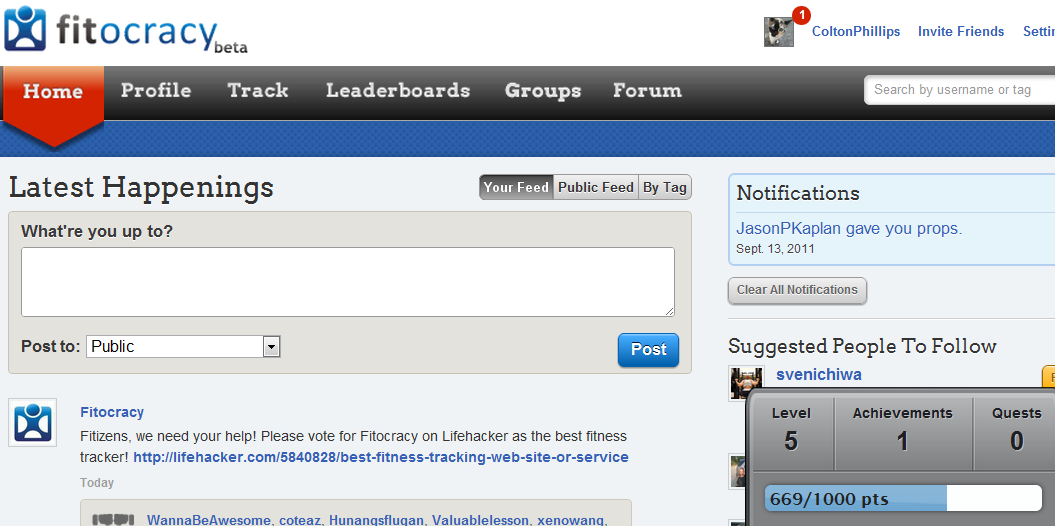 fitocracy beta
1
ColtonPhillips Invite Friends
Home Profile Track Leaderboards Groups Forum
Search by username or tag
Latest Happenings
Your Feed Public Feed By Tag
What're you up to?
Post to: Public
Post
Fitocracy
Fitizens, we need your help! Please vote for Fitocracy on Lifehacker as the best fitness
tracker! http://lifehacker.com/5840828/best-fitness-tracking-web-site-or-service
Today
WannaBeAwesome, coteaz, Hunangsflugan, Valuablelesson, xenowang,
Notifications
JasonPKaplan gave you props.
Sept. 13, 2011
Clear All Notifications
Suggested People To Follow
svenichiwa
Level Achievements Quests
5 1 0
669/1000 pts